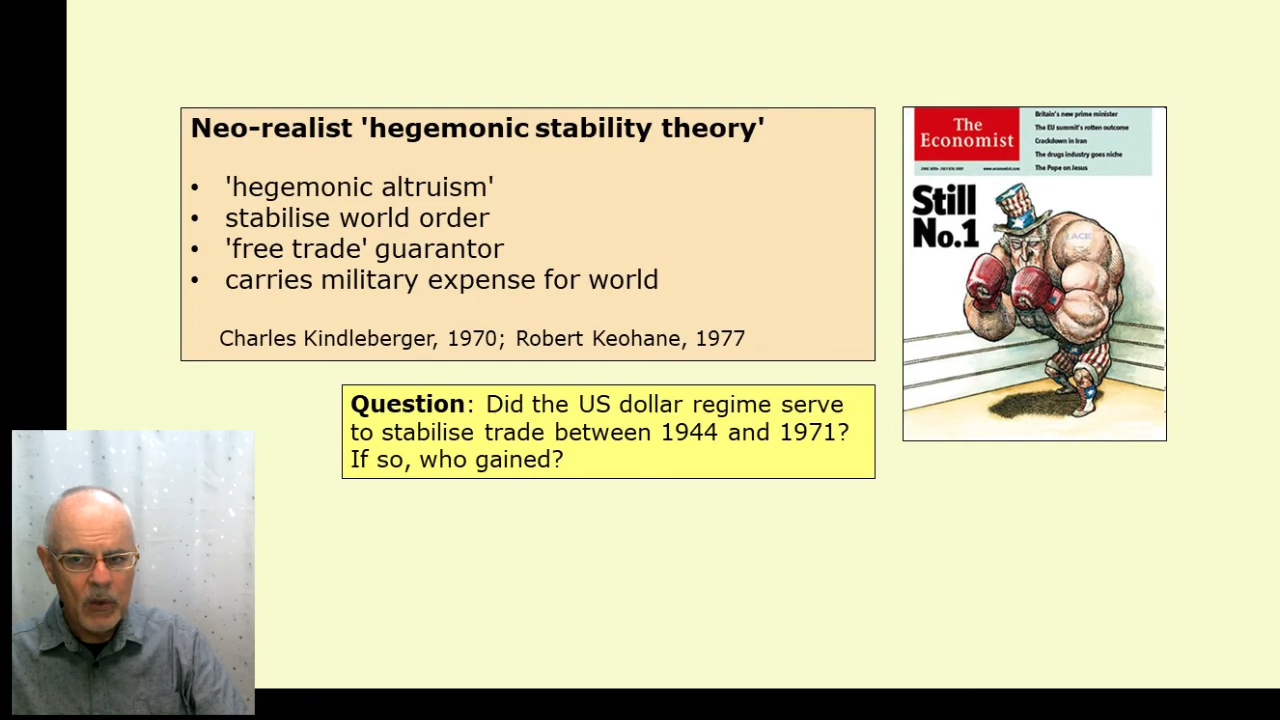 Neo-realist 'hegemonic stability theory'
• 'hegemonic altruism'
• stabilise world order
• 'free trade' guarantor
• carries military expense for world
Charles Kindleberger, 1970; Robert Keohane, 1977
Question: Did the US dollar regime serve
to stabilise trade between 1944 and 1971?
If so, who gained?
The
Economist
Britain's new prime minister
The EU summit's rotten outcome
Crackdown in Iran
The drugs industry goes niche
The Pope on Jesus
www.economist.com
Still
No.1